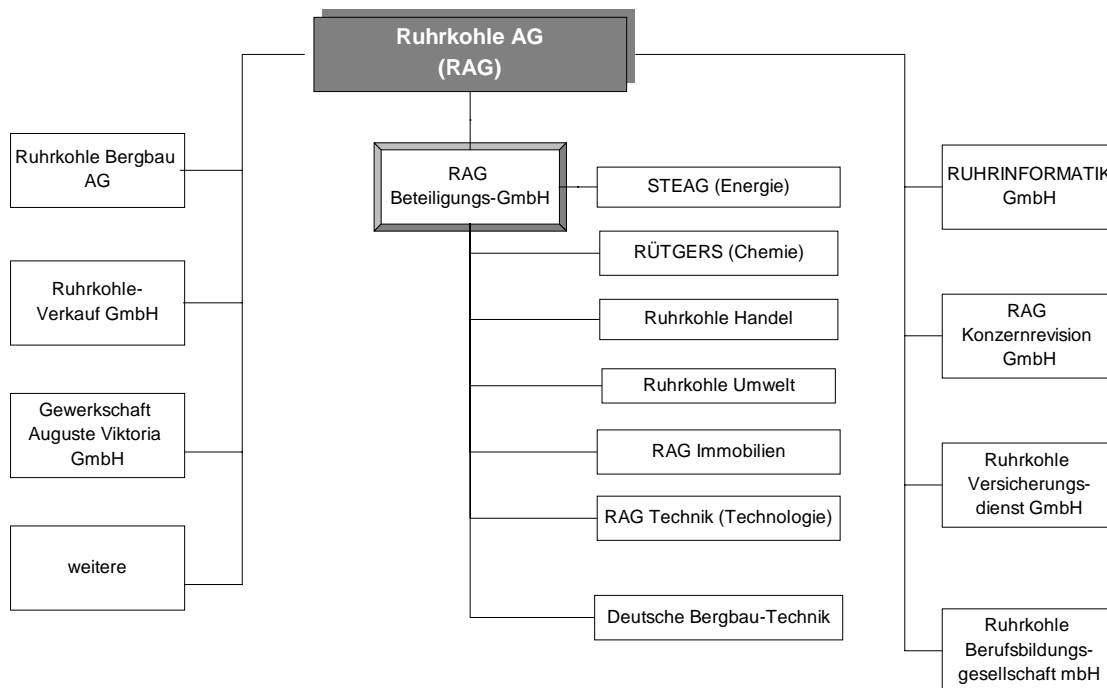 Ruhrkohle AG
(RAG)
Ruhrkohle Bergbau
AG
Ruhrkohle-
Verkauf GmbH
Gewerkschaft
Auguste Viktoria
GmbH
weitere
RAG
Beteiligungs-GmbH
STEAG (Energie)
RÜTGERS (Chemie)
Ruhrkohle Handel
Ruhrkohle Umwelt
RAG Immobilien
RAG Technik (Technologie)
Deutsche Bergbau-Technik
RUHRINFORMATIK
GmbH
RAG
Konzernrevision
GmbH
Ruhrkohle
Versicherungs-
dienst GmbH
Ruhrkohle
Berufsbildungs-
gesellschaft mbH